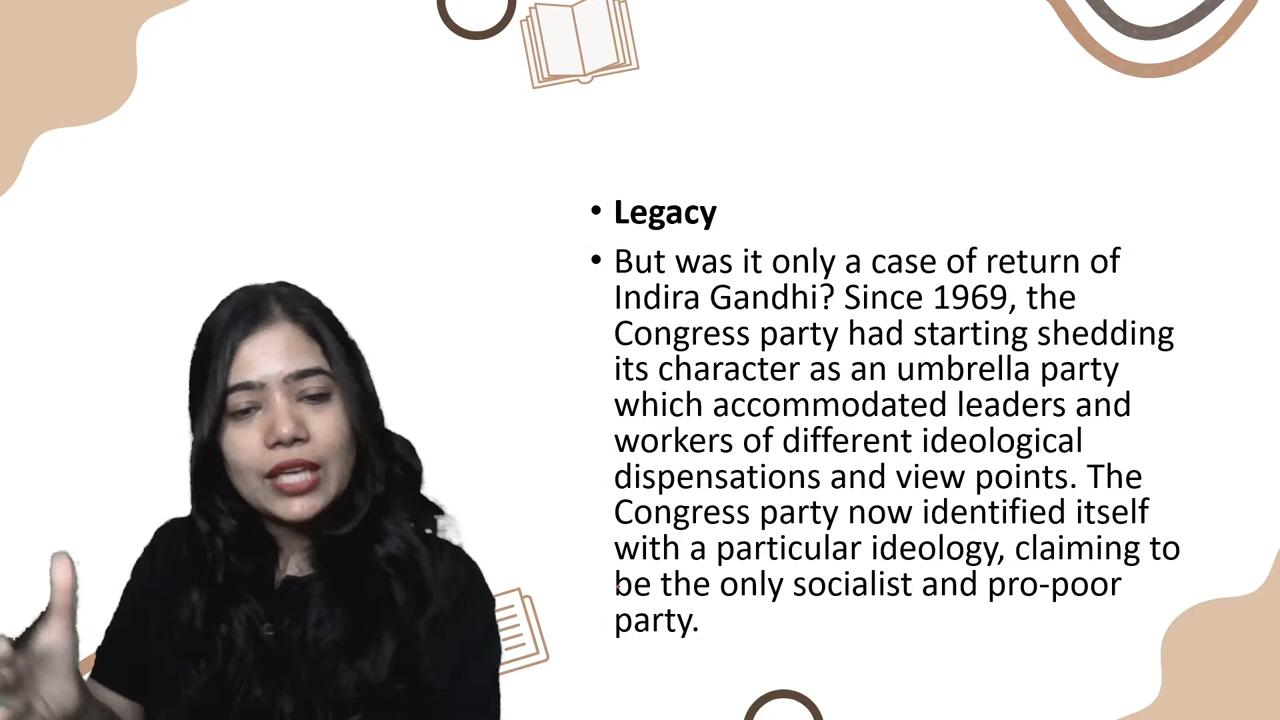 • Legacy
• But was it only a case of return of
Indira Gandhi? Since 1969, the
Congress party had starting shedding
its character as an umbrella party
which accommodated leaders and
workers of different ideological
dispensations and view points. The
Congress party now identified itself
with a particular ideology, claiming to
be the only socialist and pro-poor
party.